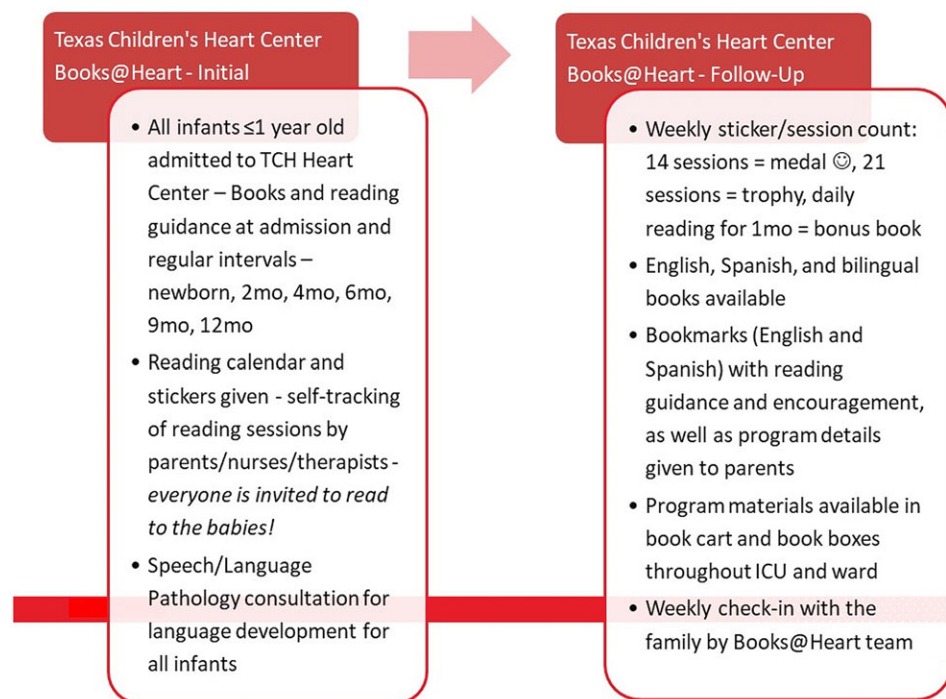 Texas Children's Heart Center
Books@Heart - Initial
• All infants ≤1 year old
admitted to TCH Heart
Center – Books and reading
guidance at admission and
regular intervals –
newborn, 2mo, 4mo, 6mo,
9mo, 12mo
• Reading calendar and
stickers given - self-tracking
of reading sessions by
parents/nurses/therapists -
everyone is invited to read
to the babies!
• Speech/Language
Pathology consultation for
language development for
all infants
Texas Children's Heart Center
Books@Heart - Follow-Up
• Weekly sticker/session count:
14 sessions = medal ☺, 21
sessions = trophy, daily
reading for 1mo = bonus book
• English, Spanish, and bilingual
books available
• Bookmarks (English and
Spanish) with reading
guidance and encouragement,
as well as program details
given to parents
• Program materials available in
book cart and book boxes
throughout ICU and ward
• Weekly check-in with the
family by Books@Heart team